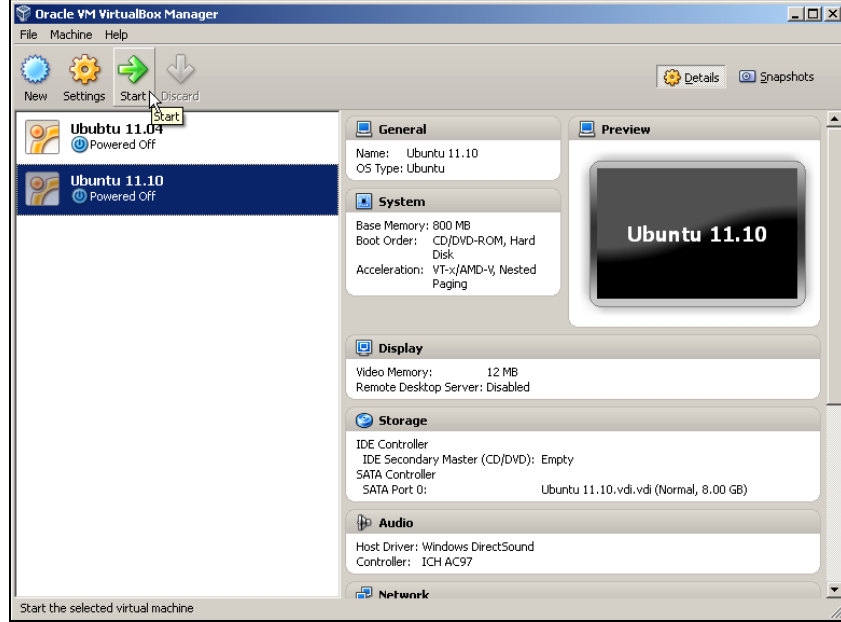 Oracle VM VirtualBox Manager
File Machine Help
New Settings Start Discard
Details Snapshots
Start
Ububtu 11.04
Powered Off
Ubuntu 11.10
Powered Off
General
Name: Ubuntu 11.10
OS Type: Ubuntu
System
Base Memory: 800 MB
Boot Order: CD/DVD-ROM, Hard
Disk
Acceleration: VT-x/AMD-V, Nested
Paging
Preview
Ubuntu 11.10
Display
Video Memory: 12 MB
Remote Desktop Server: Disabled
Storage
IDE Controller
IDE Secondary Master (CD/DVD): Empty
SATA Controller
SATA Port 0: Ubuntu 11.10.vdi.vdi (Normal, 8.00 GB)
Audio
Host Driver: Windows DirectSound
Controller: ICH AC97
Network
Start the selected virtual machine